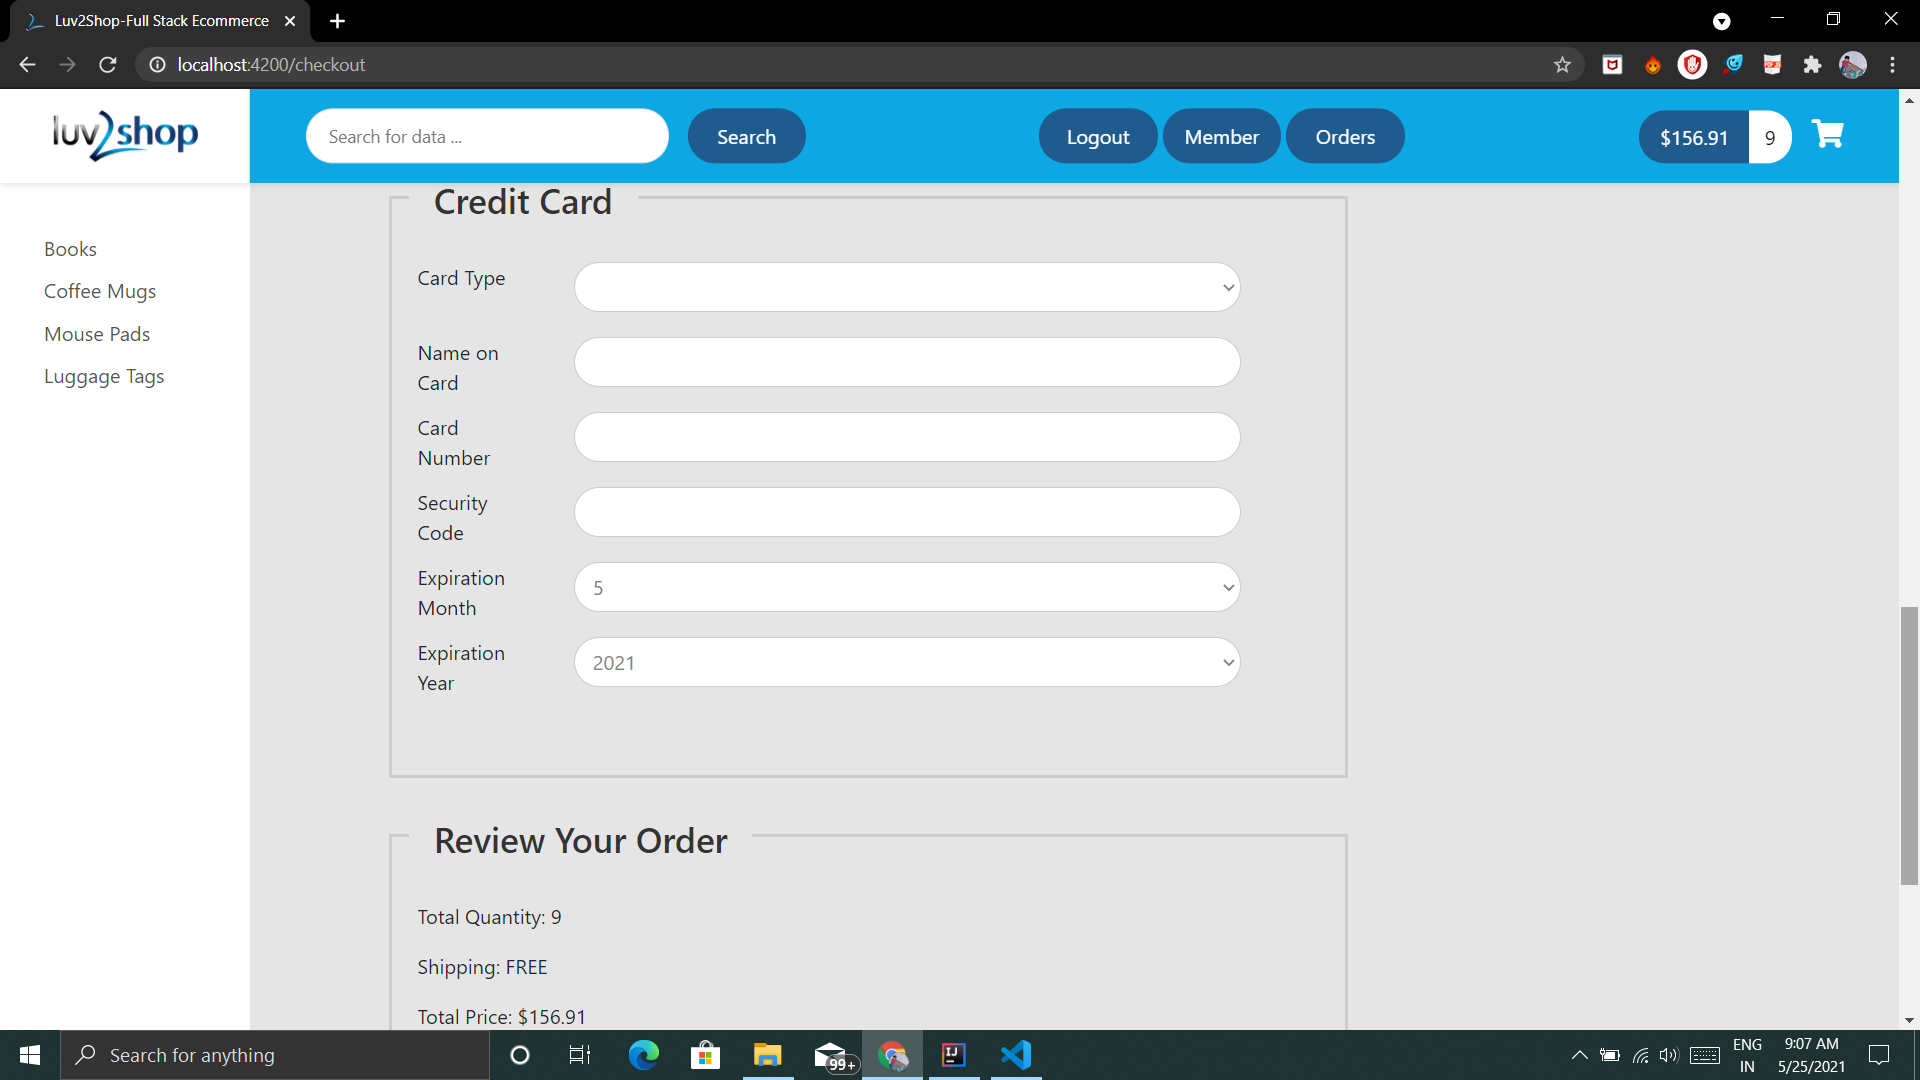 Luv2Shop-Full Stack Ecommerce
localhost:4200/checkout
luv2shop
Search for data ...
Search
Logout
Member
Orders
$156.91
9
Books
Coffee Mugs
Mouse Pads
Luggage Tags
Credit Card
Card Type
Name on
Card
Card
Number
Security
Code
Expiration
Month
5
Expiration
Year
2021
Review Your Order
Total Quantity: 9
Shipping: FREE
Total Price: $156.91
Search for anything
99+
IJ
ENG
IN
9:07 AM
5/25/2021